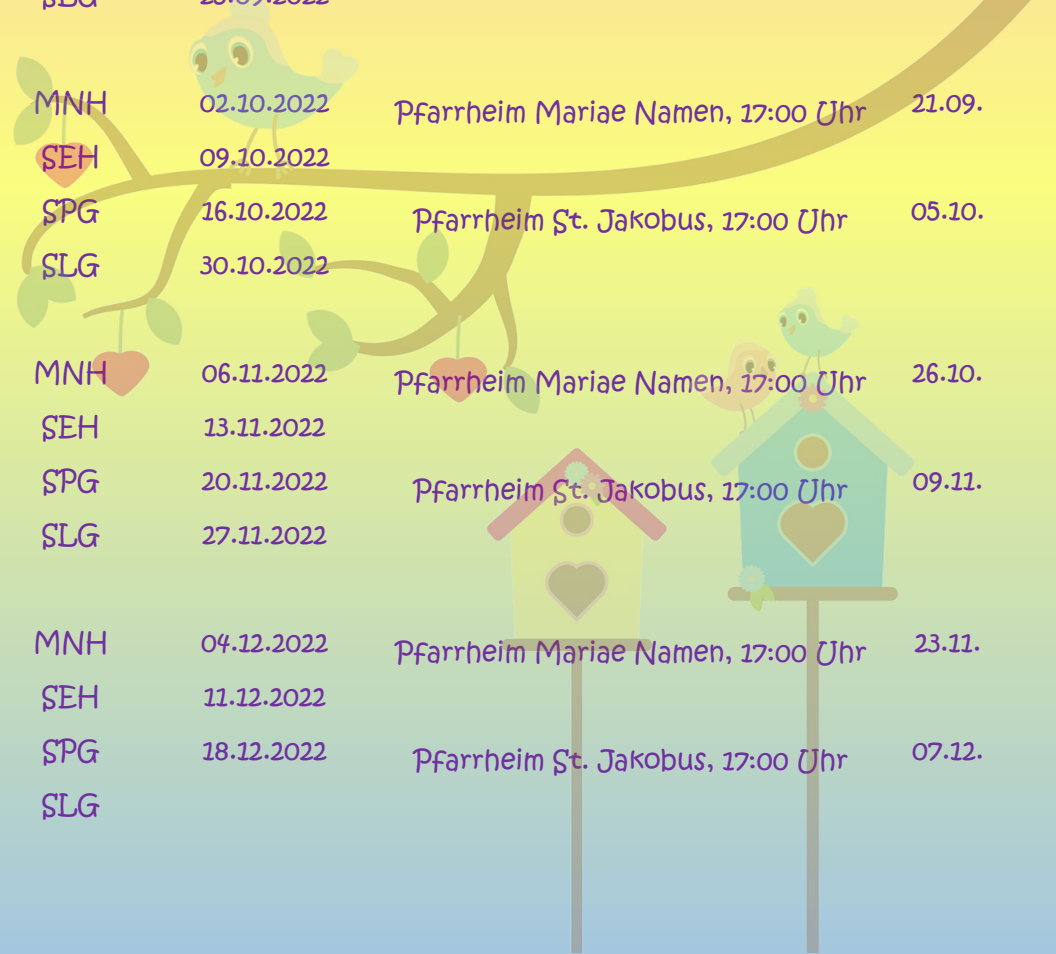 SLG 25.09.2022
MNH 02.10.2022 Pfarrheim Mariae Namen, 17:00 Uhr 21.09.
SEH 09.10.2022
SPG 16.10.2022 Pfarrheim St. Jakobus, 17:00 Uhr 05.10.
SLG 30.10.2022
MNH 06.11.2022 Pfarrheim Mariae Namen, 17:00 Uhr 26.10.
SEH 13.11.2022
SPG 20.11.2022 Pfarrheim St. Jakobus, 17:00 Uhr 09.11.
SLG 27.11.2022
MNH 04.12.2022 Pfarrheim Mariae Namen, 17:00 Uhr 23.11.
SEH 11.12.2022
SPG 18.12.2022 Pfarrheim St. Jakobus, 17:00 Uhr 07.12.
SLG